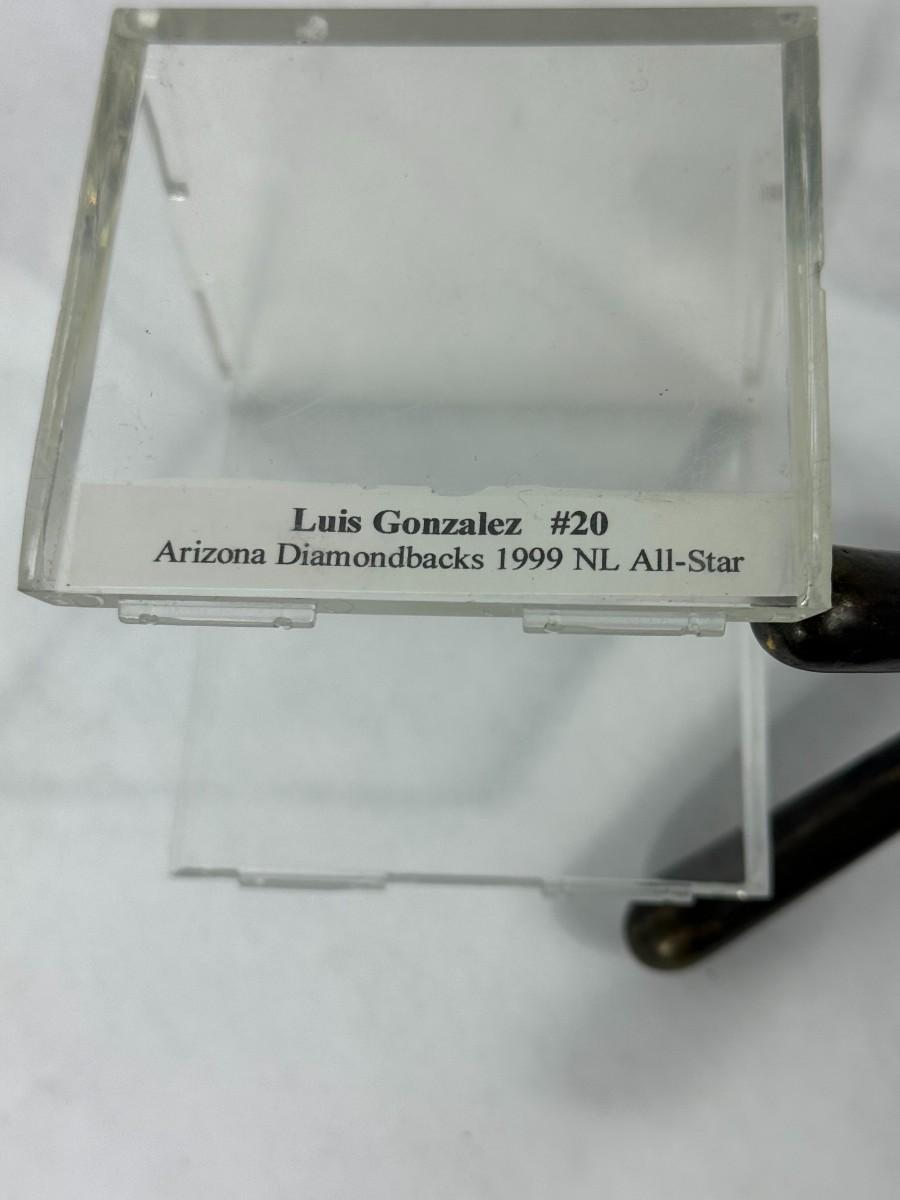 Luis Gonzalez #20
Arizona Diamondbacks 1999 NL All-Star